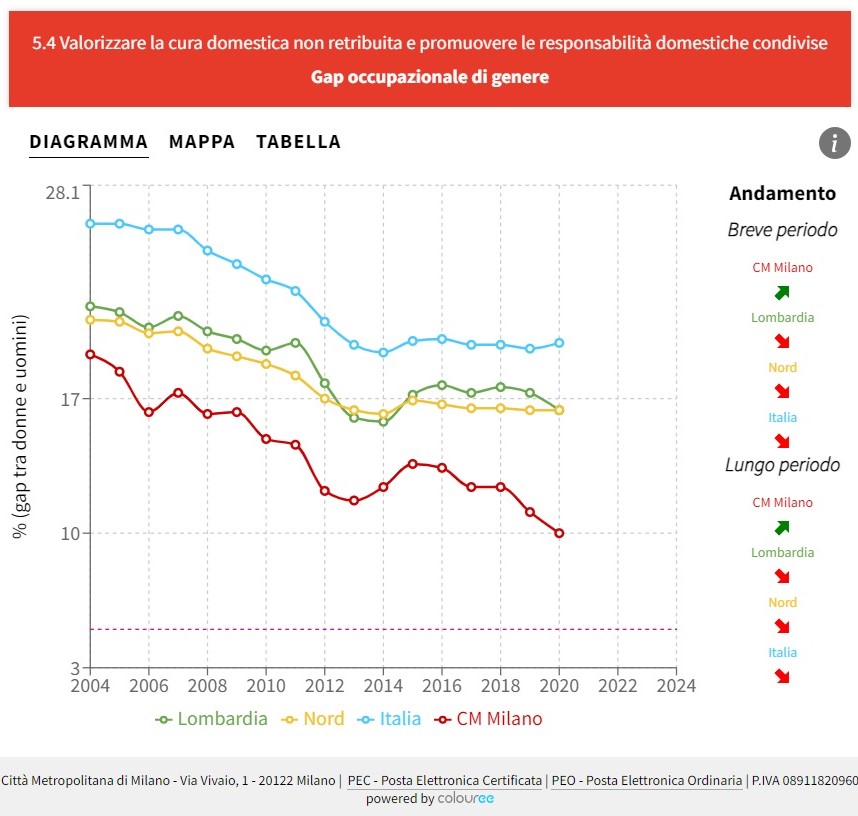 5.4 Valorizzare la cura domestica non retribuita e promuovere le responsabilità domestiche condivise
Gap occupazionale di genere
DIAGRAMMA MAPPA TABELLA
i
28.1
17
10
3
% (gap tra donne e uomini)
2004 2006 2008 2010 2012 2014 2016 2018 2020 2022 2024
Lombardia Nord Italia CM Milano
Andamento
Breve periodo
CM Milano
Lombardia
Nord
Italia
Lungo periodo
CM Milano
Lombardia
Nord
Italia
Città Metropolitana di Milano - Via Vivaio, 1 - 20122 Milano | PEC - Posta Elettronica Certificata | PEO - Posta Elettronica Ordinaria | P.IVA 08911820960
powered by colouree